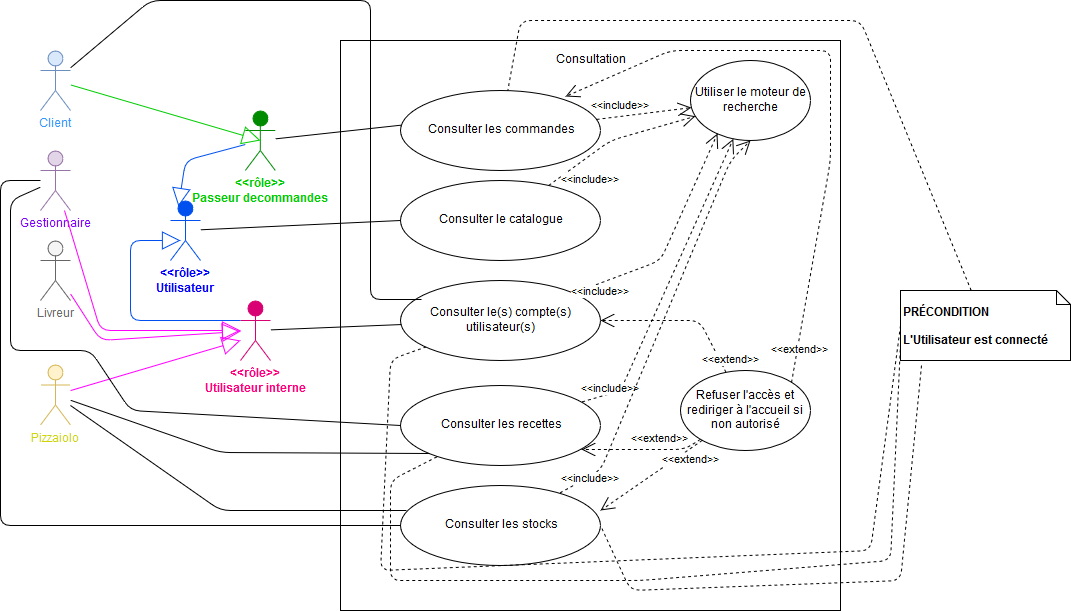 Consultation
Client
Gestionnaire
Livreur
Pizzaiolo
<<rôle>>
Passeur decommandes
<<rôle>>
Utilisateur
<<rôle>>
Utilisateur interne
Consulter les commandes
<<include>>
Utiliser le moteur de
recherche
<<include>>
Consulter le catalogue
Consulter le(s) compte(s)
utilisateur(s)
<<include>>
<<extend>>
<<extend>>
Consulter les recettes
<<include>>
Refuser l'accès et
rediriger à l'accueil si
non autorisé
<<extend>>
<<extend>>
<<include>>
Consulter les stocks
PRÉCONDITION
L'Utilisateur est connecté